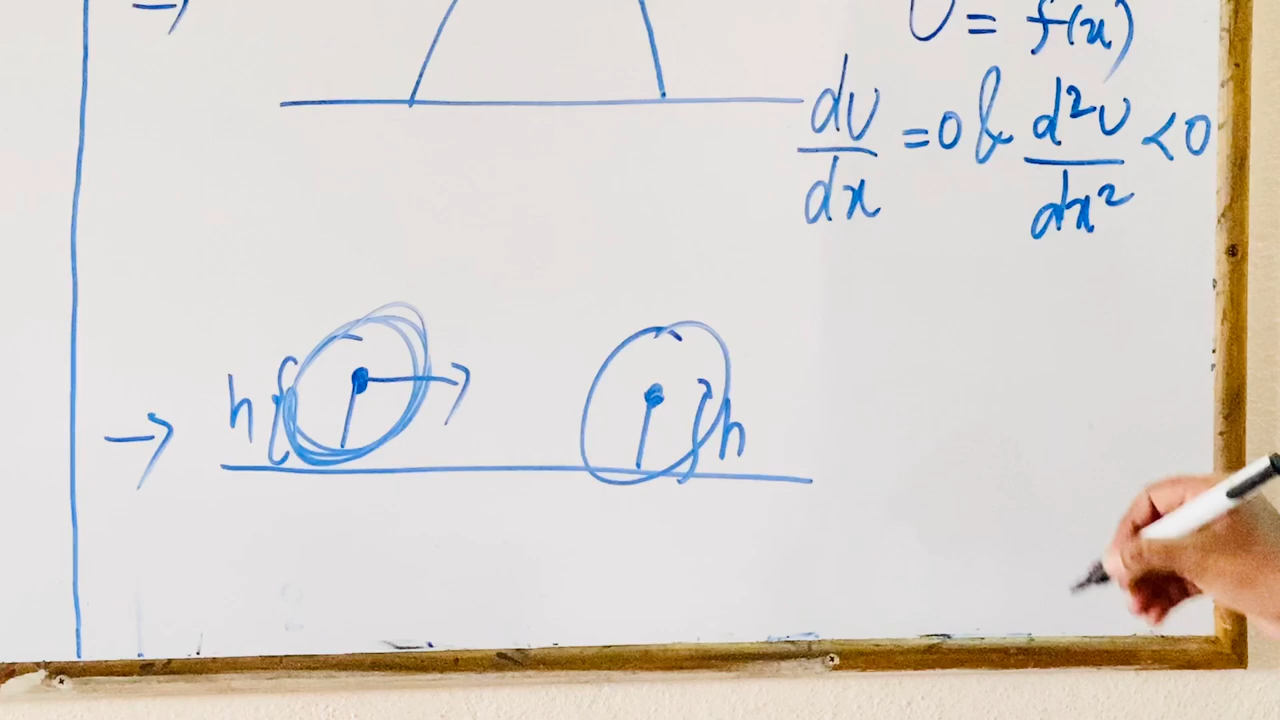 →
U = f(x)
dU/dx = 0 & d²U/dx² < 0
→ h h